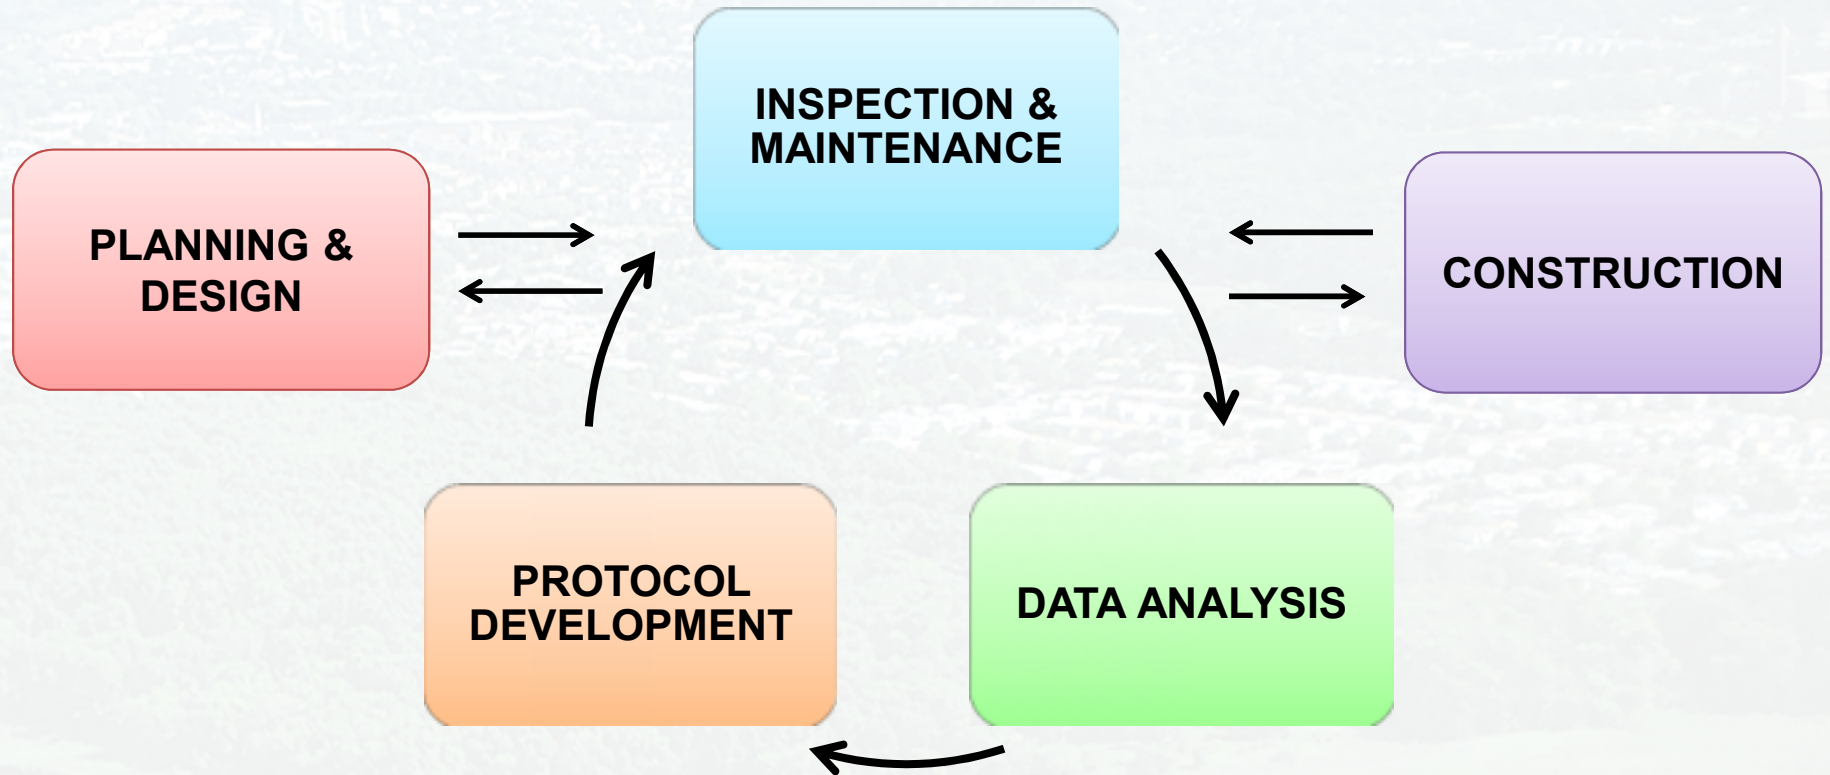 INSPECTION &
MAINTENANCE
PLANNING &
DESIGN
CONSTRUCTION
PROTOCOL
DEVELOPMENT
DATA ANALYSIS